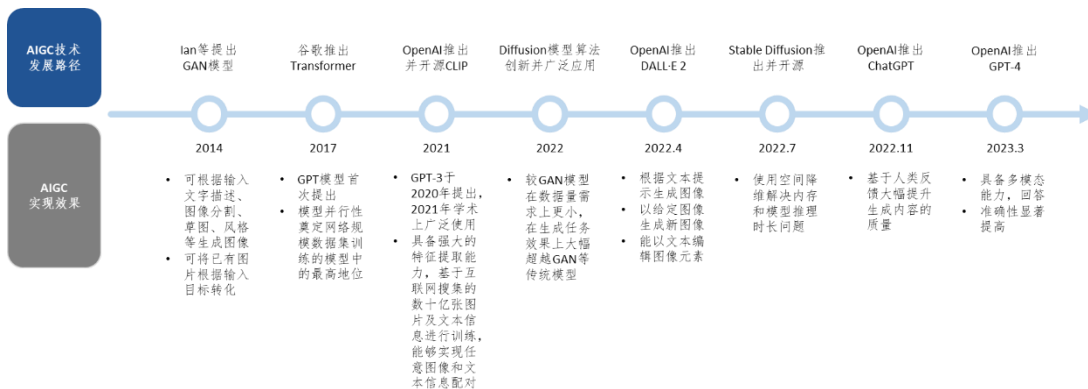 AIGC技术
发展路径
Ian等提出
GAN模型
谷歌推出
Transformer
OpenAI推出
并开源CLIP
Diffusion模型算法
创新并广泛应用
OpenAI推出
DALL·E 2
Stable Diffusion推
出并开源
OpenAI推出
ChatGPT
OpenAI推出
GPT-4
AIGC
实现效果
2014
• 可根据输入
文字描述、
图像分割、
草图、风格
等生成图像
• 可将已有图
片根据输入
目标转化
2017
• GPT模型首
次提出
• 模型并行性
奠定网络规
模数据集训
练的模型中
的最高地位
2021
• GPT-3于
2020年提出，
2021年学术
上广泛使用
• 具备强大的
特征提取能
力，基于互
联网搜集的
数十亿张图
片及文本信
息进行训练，
能够实现任
意图像和文
本信息配对
2022
• 较GAN模型
在数据量需
求上更小，
在生成任务
效果上大幅
超越GAN等
传统模型
2022.4
• 根据文本提
示生成图像
• 以给定图像
生成新图像
• 能以文本编
辑图像元素
2022.7
• 使用空间降
维解决内存
和模型推理
时长问题
2022.11
• 基于人类反
馈大幅提升
生成内容的
质量
2023.3
• 具备多模态
能力，回答
• 准确性显著
提高